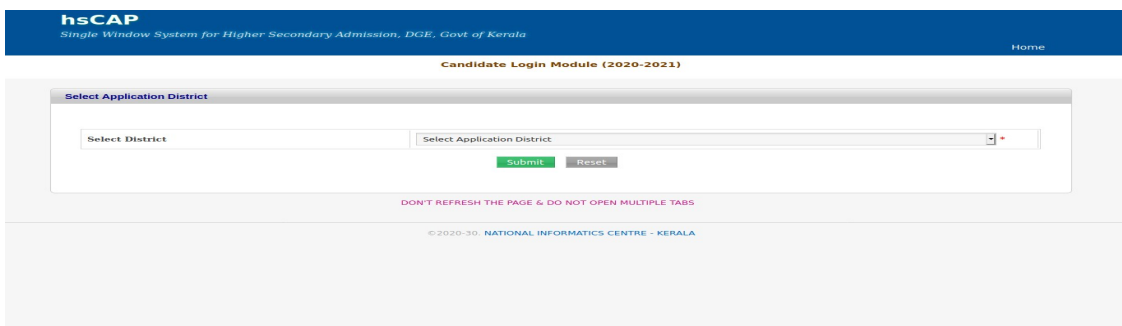 hsCAP
Single Window System for Higher Secondary Admission, DGE, Govt of Kerala
Home
Candidate Login Module (2020-2021)
Select Application District
Select District
Select Application District
*
Submit
Reset
DON'T REFRESH THE PAGE & DO NOT OPEN MULTIPLE TABS
©2020-30. NATIONAL INFORMATICS CENTRE - KERALA